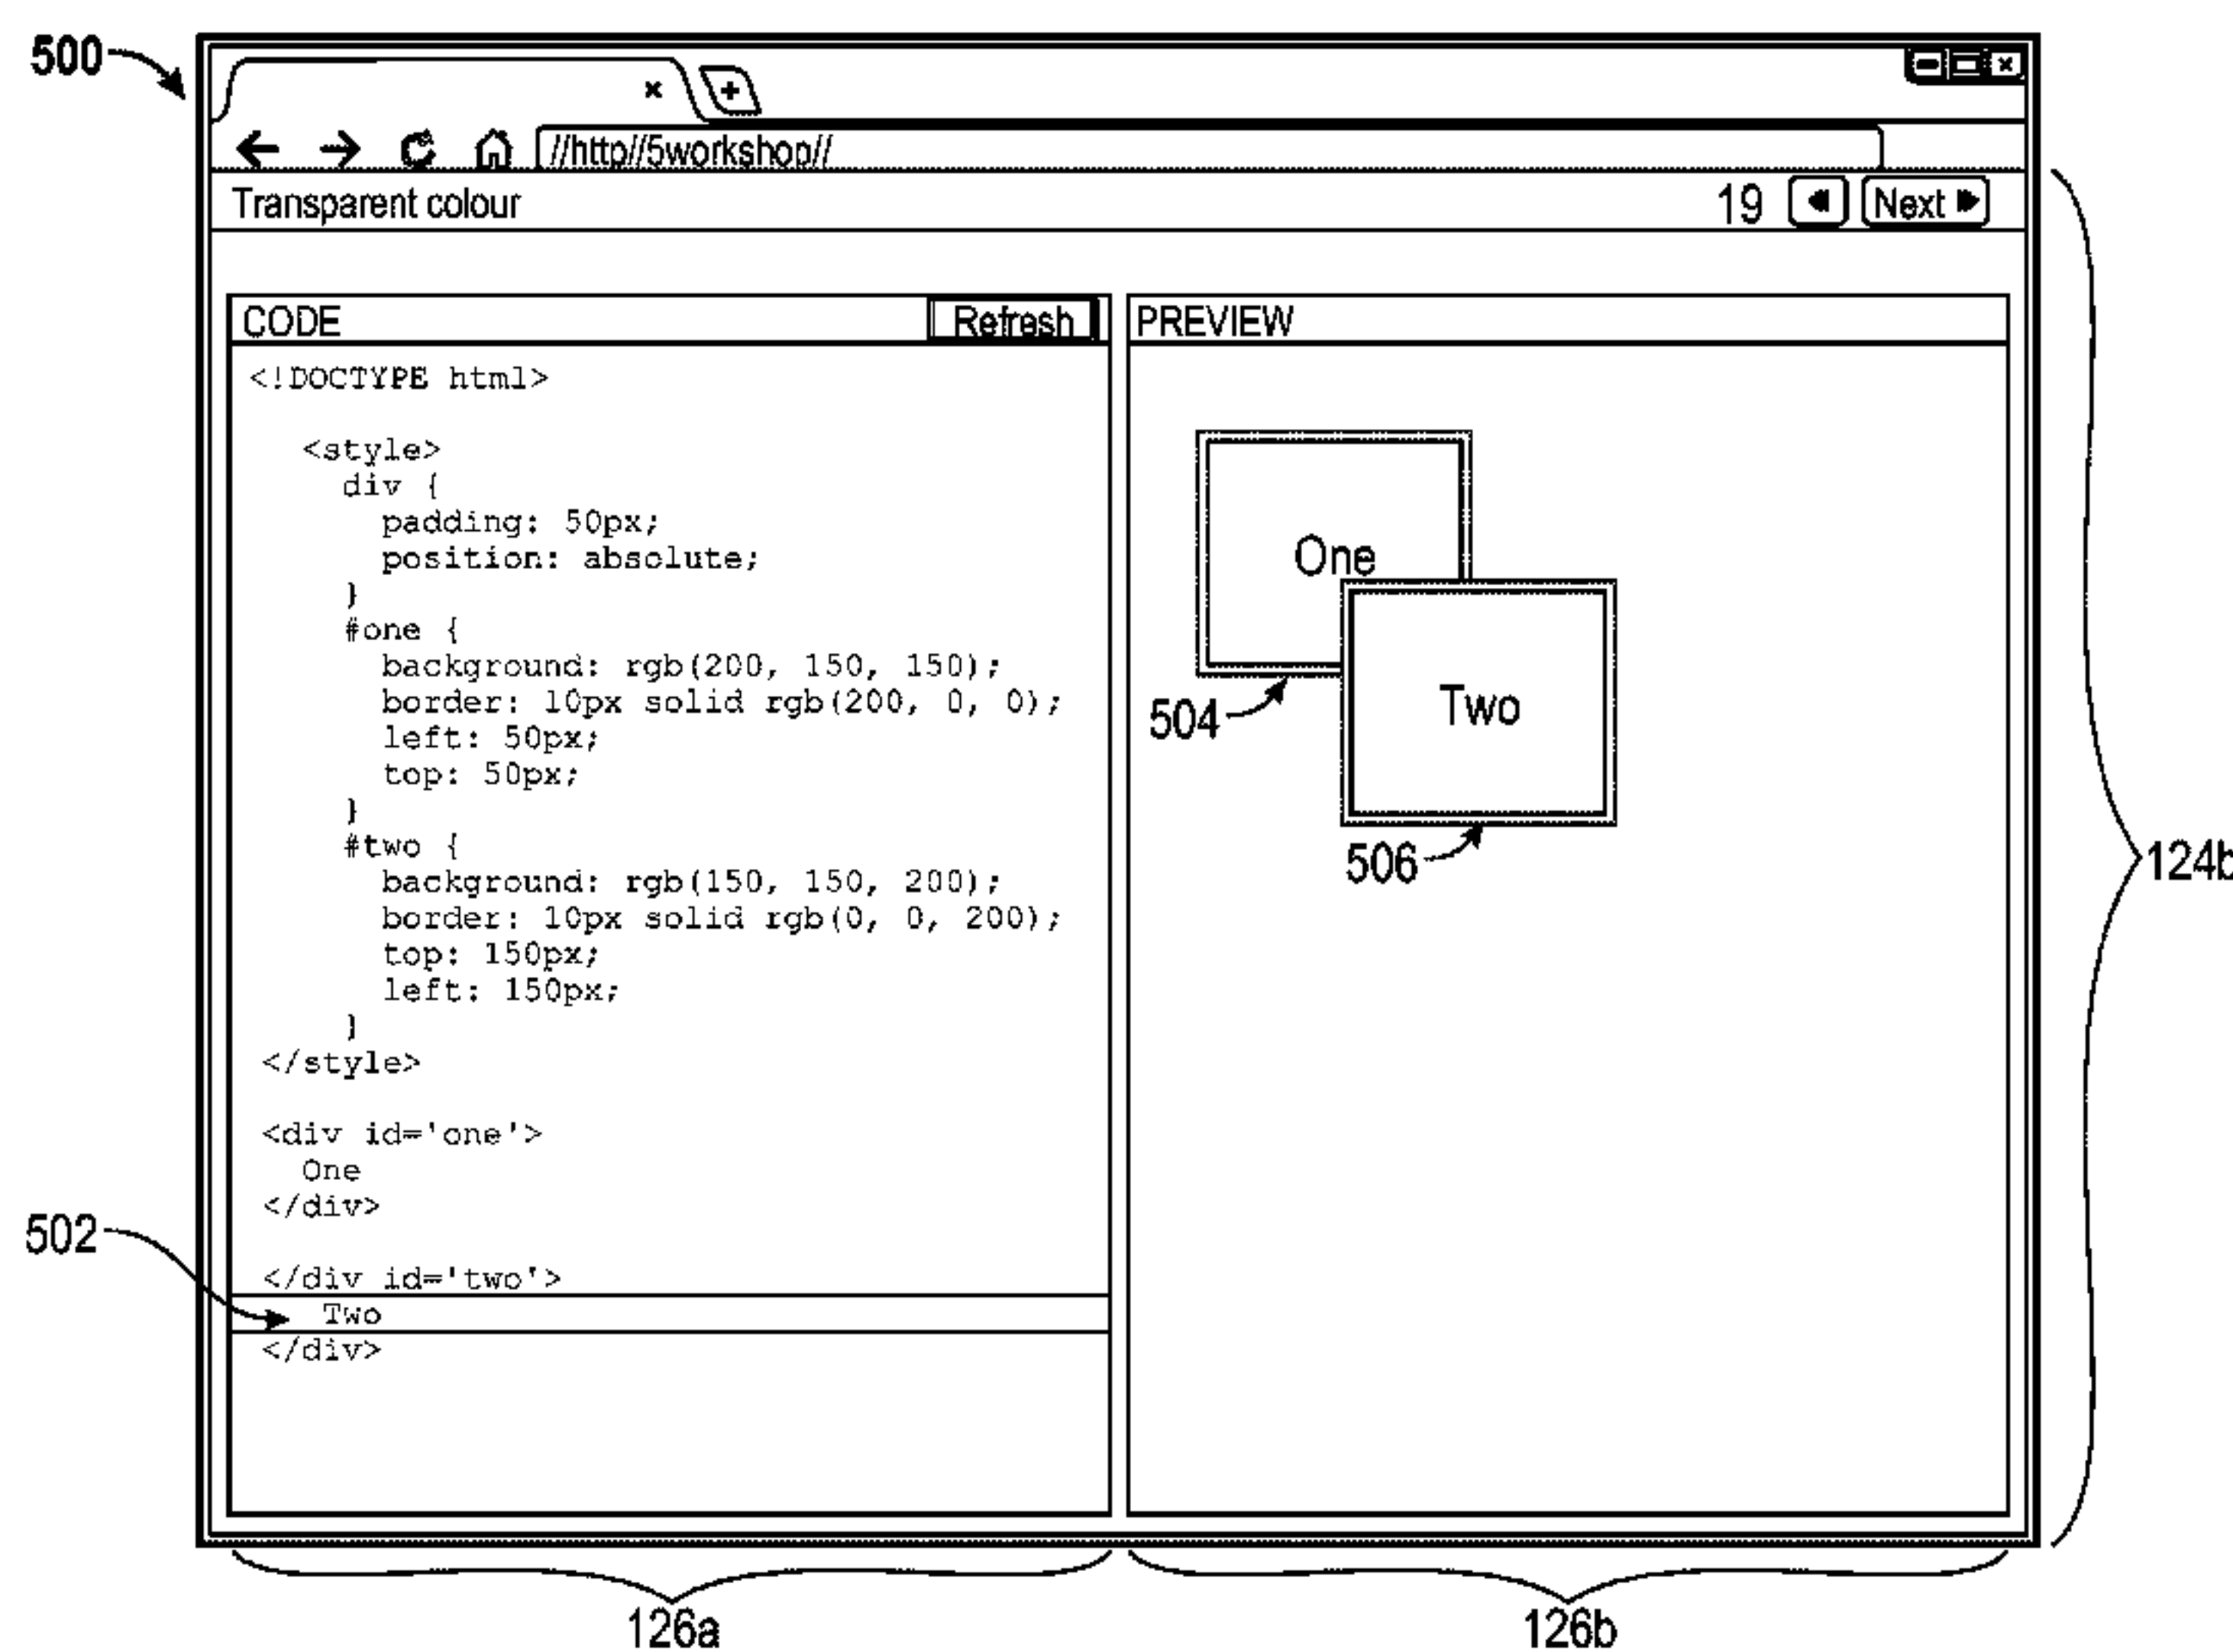 500
×
+
×
//http//5workshop//
Transparent colour
19
Next
CODE
Refresh
PREVIEW
<!DOCTYPE html>
<style>
div {
padding: 50px;
position: absolute;
}
#one {
background: rgb(200, 150, 150);
border: 10px solid rgb(200, 0, 0);
left: 50px;
top: 50px;
}
#two {
background: rgb(150, 150, 200);
border: 10px solid rgb(0, 0, 200);
top: 150px;
left: 150px;
}
</style>
<div id='one'>
One
</div>
</div id='two'>
Two
</div>
502
One
Two
504
506
124b
126a
126b